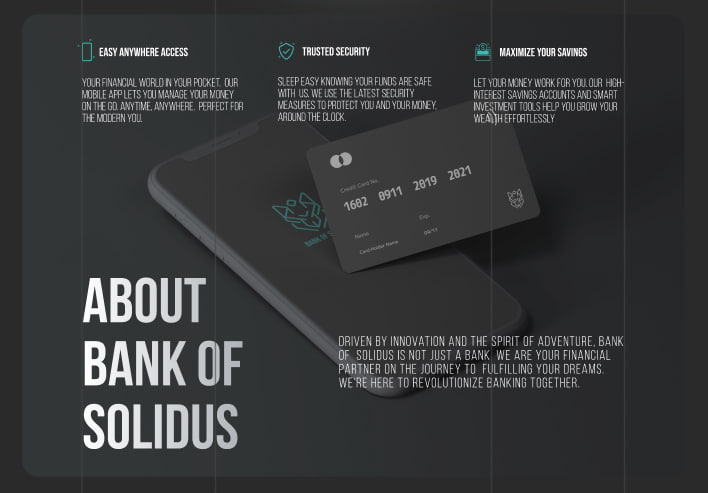 EASY ANYWHERE ACCESS
YOUR FINANCIAL WORLD IN YOUR POCKET. OUR
MOBILE APP LETS YOU MANAGE YOUR MONEY
ON THE GO. ANYTIME, ANYWHERE. PERFECT FOR
THE MODERN YOU.
TRUSTED SECURITY
SLEEP EASY KNOWING YOUR FUNDS ARE SAFE
WITH US. WE USE THE LATEST SECURITY
MEASURES TO PROTECT YOU AND YOUR MONEY,
AROUND THE CLOCK.
MAXIMIZE YOUR SAVINGS
LET YOUR MONEY WORK FOR YOU. OUR HIGH-
INTEREST SAVINGS ACCOUNTS AND SMART
INVESTMENT TOOLS HELP YOU GROW YOUR
WEALTH EFFORTLESSLY
Credit Card No.
1602 0911 2019 2021
Name
Exp.
Card Holder Name
09/11
BANK OF
ABOUT
BANK OF
SOLIDUS
DRIVEN BY INNOVATION AND THE SPIRIT OF ADVENTURE, BANK
OF SOLIDUS IS NOT JUST A BANK WE ARE YOUR FINANCIAL
PARTNER ON THE JOURNEY TO FULFILLING YOUR DREAMS.
WE'RE HERE TO REVOLUTIONIZE BANKING TOGETHER.